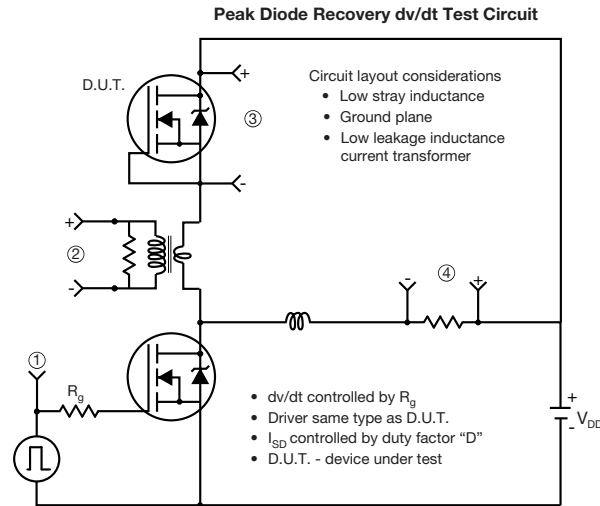 Peak Diode Recovery dv/dt Test Circuit
D.U.T.
+
-
③
Circuit layout considerations
• Low stray inductance
• Ground plane
• Low leakage inductance
current transformer
+
②
-
-
④
+
①
Rg
• dv/dt controlled by Rg
• Driver same type as D.U.T.
• ISD controlled by duty factor “D”
• D.U.T. - device under test
+
-
VDD